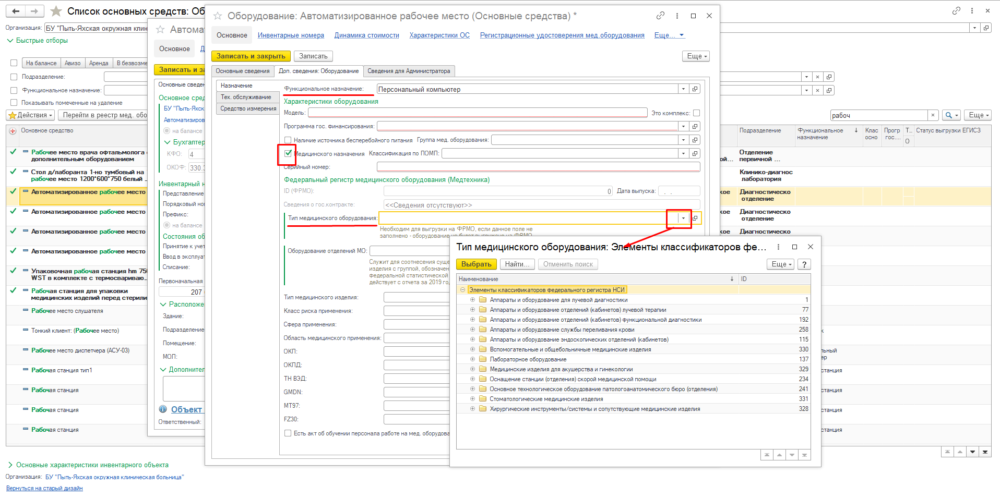 Список основных средств: Об
Организация: БУ "Пыть-Яхская окружная клин
Быстрые отборы
На балансе Авизо Аренда В безвозме
Подразделение:
Функциональное назначение:
Показывать помеченные на удаление
Действия Перейти в реестр мед. обо
рабоч Еще
Основное средство
Подразделение Функциональное назначение Клас осно Прогр гос.... Т... О Статус выгрузки ЕГИСЗ
Рабочее место врача офтальмолога с
дополнительным оборудованием
Отделение
первичной ...
Стол д/лаборанта 1-но тумбовый на
рабочее место 1200*600*750 белый ...
Клинико-диагнос
лаборатория
Автоматизированное рабочее место
кое Диагностическо
отделение
Автоматизированное рабочее место
кое Диагностическо
отделение
Автоматизированное рабочее место
кое Диагностическо
Автоматизированное рабочее место
Упаковочная рабочая станция hm 750
WST в комплекте с термосвариваю...
Рабочая станция для упаковки
медицинских изделий перед стерили
Рабочее место слушателя
Тонкий клиент: (Рабочее место)
Рабочее место диспетчера (АСУ-03)
льный
ер
Рабочая станция тип1
станция
Рабочая станция
станция
Рабочая станция
станция
Рабочая станция
станция
Основные характеристики инвентарного объекта
Организация: БУ "Пыть-Яхская окружная клиническая больница"
Вернуться на старый дизайн
Автомат
Основное
Записать и за
Основные сведен
Основное сред
БУ "Пыть-Яхск
Автоматизиров
на балансе
Бухгалтер
КФО: 4
ОКОФ: 330.3
Инвентарный н
Представление
Порядковый ном
Префикс:
на балансе
Состояния об
Принятие к учет
Ввод в эксплуат
Списание:
Первоначальная
207
Расположе
Здание:
Подразделение
Помещение:
МОЛ:
Дополнител
Объект
Ответственный:
Оборудование: Автоматизированное рабочее место (Основные средства) *
Основное Инвентарные номера Динамика стоимости Характеристики ОС Регистрационные удостоверения мед.оборудования Еще...
Записать и закрыть Записать Еще
Основные сведения Доп. сведения: Оборудование Сведения для Администратора
Назначение
Тех. обслуживание
Средство измерения
Функциональное назначение: Персональный компьютер
Характеристики оборудования
Модель: Это комплекс:
Программа гос. финансирования:
Наличие источника бесперебойного питания Группа мед. оборудования:
Медицинского назначения Классификация по ПОМП:
Серийный номер:
Федеральный регистр медицинского оборудования (Медтехника)
ID (ФРМО): 0 Дата выпуска: . .
Сведения о гос.контракте: <<Сведения отсутствуют>>
Тип медицинского оборудования:
Необходим для выгрузки на ФРМО, если данное поле не
заполнено - оборудование не будет выгружено на ФРМО
Оборудование отделений МО:
Служит для соотнесения суще
изделия с группой, обозначен
федеральной статистической
действует с отчета за 2019 го
Тип медицинского изделия:
Класс риска применения:
Сфера применения:
Область медицинского применения:
ОКП:
ОКПД:
ТН ВЭД:
GMDN:
МТ97:
FZ30:
Есть акт об обучении персонала работе на мед. оборудова
Тип медицинского оборудования: Элементы классификаторов фе...
Выбрать Найти... Отменить поиск Еще ?
Наименование ID
Элементы классификаторов федерального регистра НСИ
Аппараты и оборудование для лучевой диагностики 1
Аппараты и оборудование отделений (кабинетов) лучевой терапии 77
Аппараты и оборудование отделений (кабинетов) функциональной диагностики 192
Аппараты и оборудование службы переливания крови 258
Аппараты и оборудование эндоскопических отделений (кабинетов) 115
Вспомогательные и общебольничные медицинские изделия 330
Лабораторное оборудование 137
Медицинские изделия для акушерства и гинекологии 329
Оснащение станции (отделения) скорой медицинской помощи 234
Основное технологическое оборудование патологоанатомического бюро (отделения) 241
Стоматологические медицинские изделия 331
Хирургические инструменты/системы и сопутствующие медицинские изделия 328